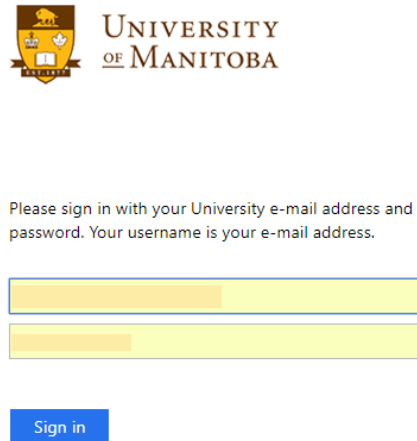 UNIVERSITY
OF MANITOBA
EST. 1877
Please sign in with your University e-mail address and
password. Your username is your e-mail address.
Sign in